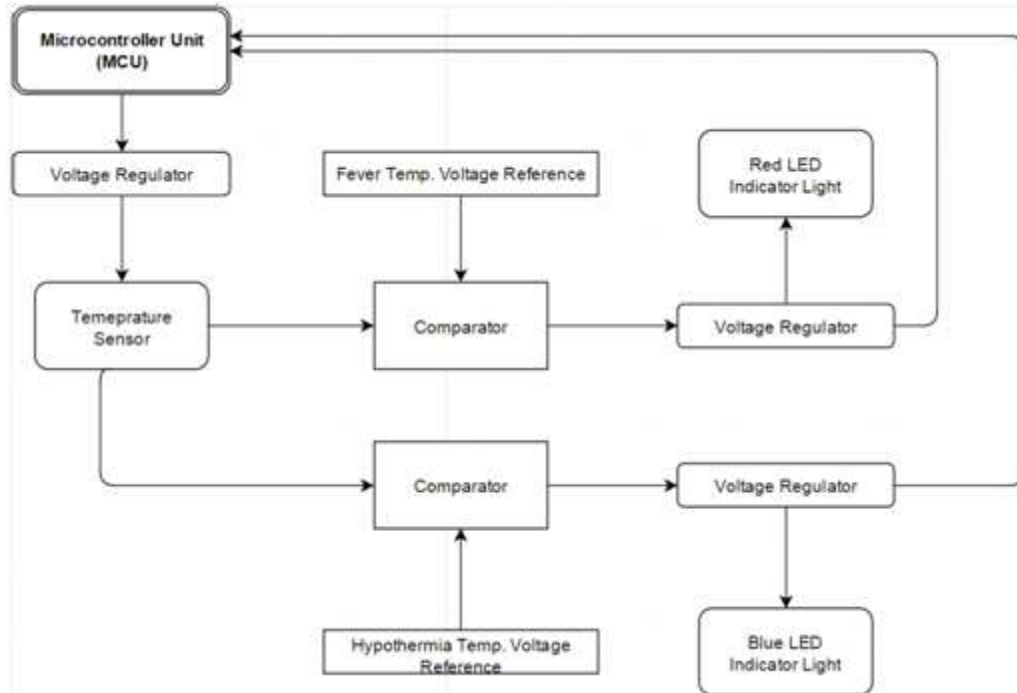 Microcontroller Unit
(MCU)
Voltage Regulator
Fever Temp. Voltage Reference
Red LED
Indicator Light
Temeprature
Sensor
Comparator
Voltage Regulator
Comparator
Voltage Regulator
Hypothermia Temp. Voltage
Reference
Blue LED
Indicator Light